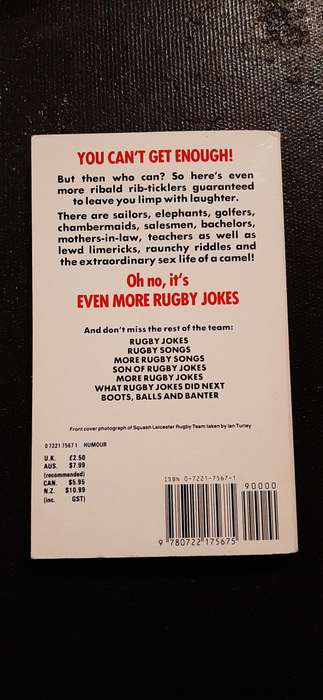 YOU CAN'T GET ENOUGH!
But then who can? So here's even
more ribald rib-ticklers guaranteed
to leave you limp with laughter.
There are sailors, elephants, golfers,
chambermaids, salesmen, bachelors,
mothers-in-law, teachers as well as
lewd limericks, raunchy riddles and
the extraordinary sex life of a camel!
Oh no, it's
EVEN MORE RUGBY JOKES
And don't miss the rest of the team:
RUGBY JOKES
RUGBY SONGS
MORE RUGBY SONGS
SON OF RUGBY JOKES
MORE RUGBY JOKES
WHAT RUGBY JOKES DID NEXT
BOOTS, BALLS AND BANTER
Front cover photograph of Squash Leicester Rugby Team taken by Ian Turley
0 7221 7567 1 HUMOUR
U.K. £2.50
AUS. $7.99
(recommended)
CAN. $5.95
N.Z. $10.99
(inc. GST)
ISBN 0-7221-7567-1
90000
9 780722 175675